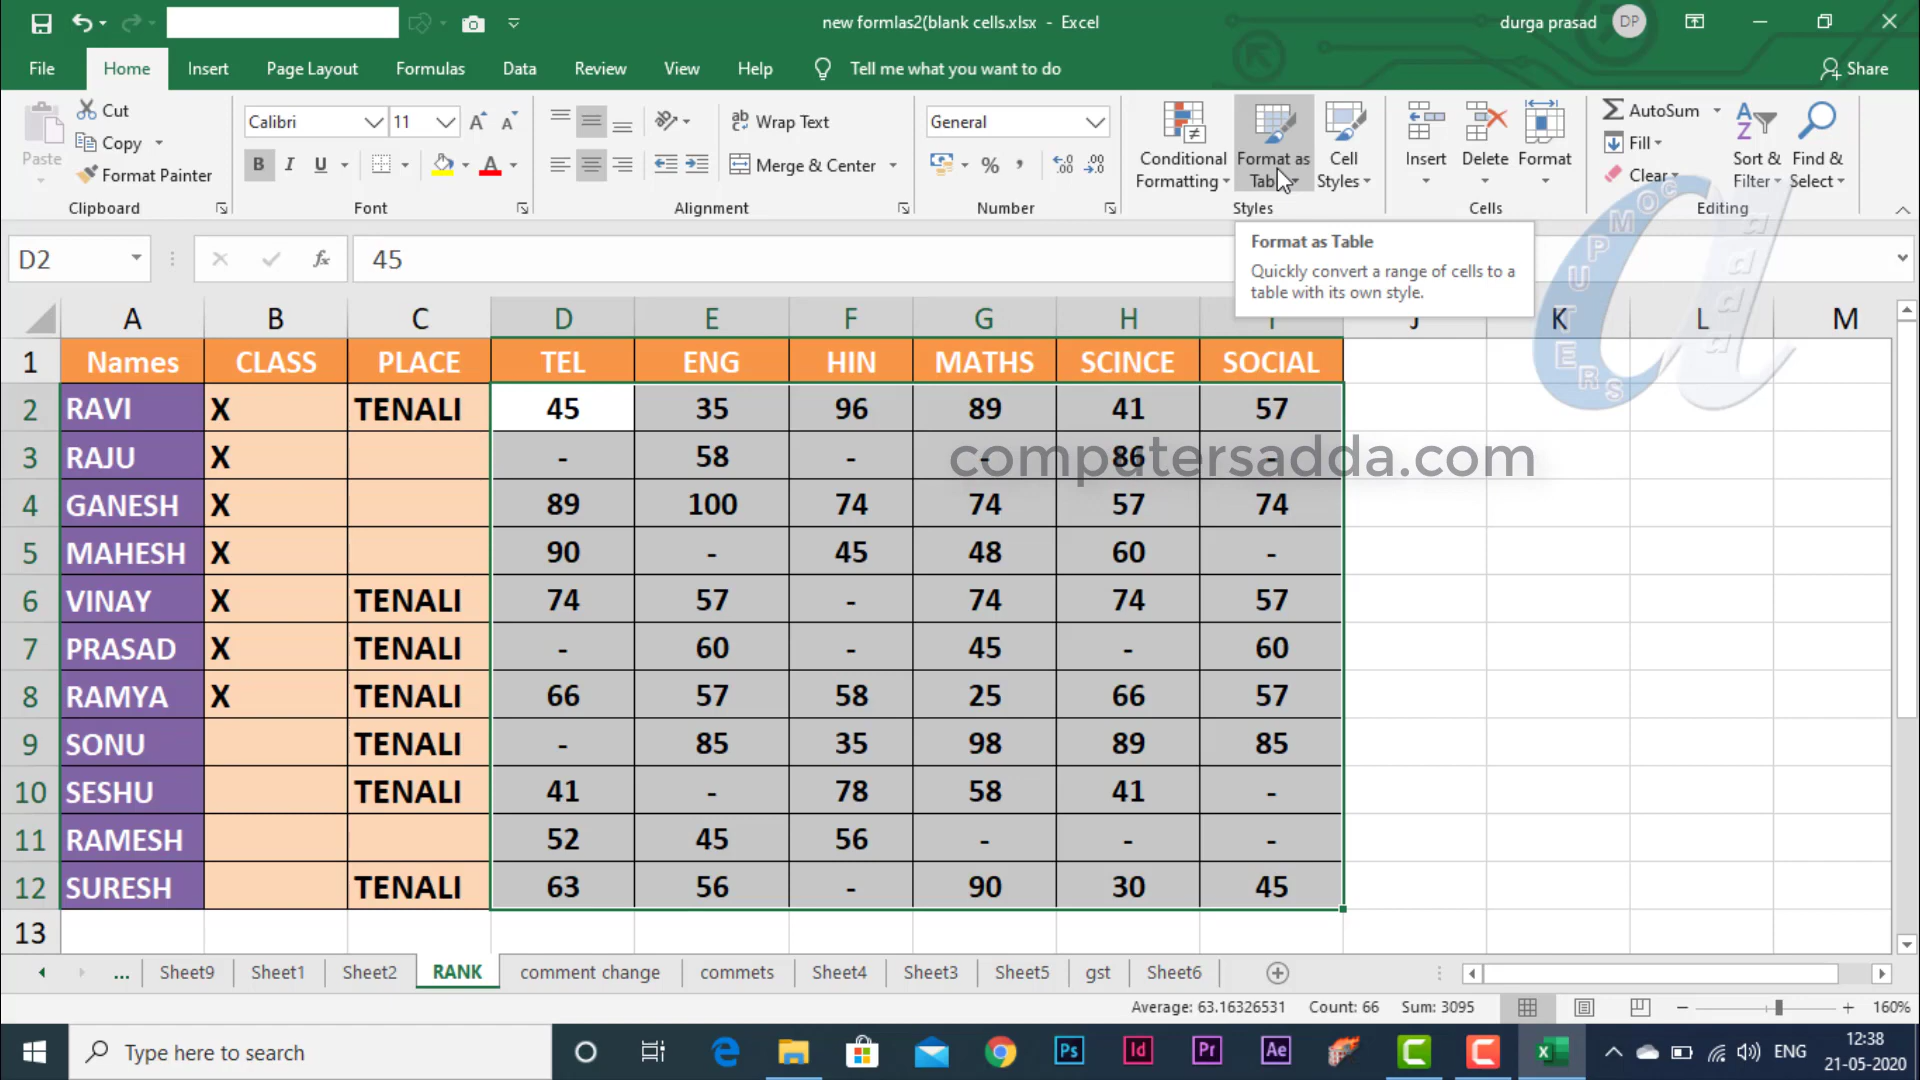 new formlas2(blank cells.xlsx - Excel
durga prasad DP
File Home Insert Page Layout Formulas Data Review View Help Tell me what you want to do Share
Paste
Cut
Copy
Format Painter
Clipboard
Calibri 11
B I U
Font
Wrap Text
Merge & Center
Alignment
General
% ,
Number
Conditional
Formatting
Format as
Table
Cell
Styles
Styles
Insert
Delete
Format
Cells
AutoSum
Fill
Clear
Sort &
Filter
Find &
Select
Editing
D2 fx 45
Format as Table
Quickly convert a range of cells to a
table with its own style.
COMPUTERS
adda
A B C D E F G H I J K L M
1 Names CLASS PLACE TEL ENG HIN MATHS SCINCE SOCIAL
2 RAVI X TENALI 45 35 96 89 41 57
3 RAJU X - 58 - - 86 -
computersadda.com
4 GANESH X 89 100 74 74 57 74
5 MAHESH X 90 - 45 48 60 -
6 VINAY X TENALI 74 57 - 74 74 57
7 PRASAD X TENALI - 60 - 45 - 60
8 RAMYA X TENALI 66 57 58 25 66 57
9 SONU TENALI - 85 35 98 89 85
10 SESHU TENALI 41 - 78 58 41 -
11 RAMESH 52 45 56 - - -
12 SURESH TENALI 63 56 - 90 30 45
13
... Sheet9 Sheet1 Sheet2 RANK comment change commets Sheet4 Sheet3 Sheet5 gst Sheet6
Average: 63.16326531 Count: 66 Sum: 3095 160%
Type here to search
Ps Id Pr Ae
ENG
12:38
21-05-2020